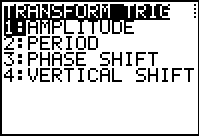 TRANSFORM TRIG
1:AMPLITUDE
2:PERIOD
3:PHASE SHIFT
4:VERTICAL SHIFT